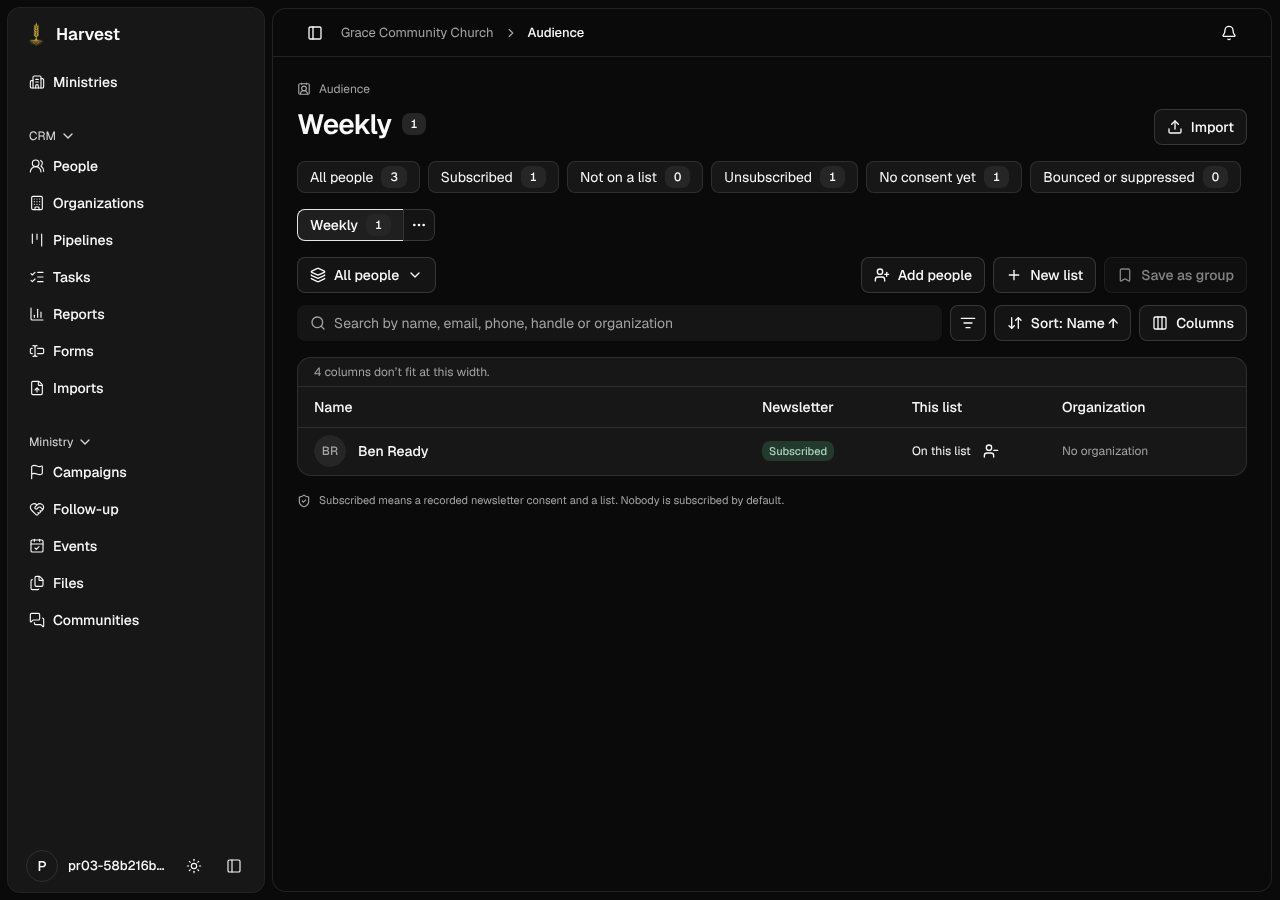 Harvest
Ministries
CRM
People
Organizations
Pipelines
Tasks
Reports
Forms
Imports
Ministry
Campaigns
Follow-up
Events
Files
Communities
P pr03-58b216b…
Grace Community Church Audience
Audience
Weekly 1
Import
All people 3 Subscribed 1 Not on a list 0 Unsubscribed 1 No consent yet 1 Bounced or suppressed 0
Weekly 1
All people Add people New list Save as group
Search by name, email, phone, handle or organization Sort: Name ↑ Columns
4 columns don't fit at this width.
Name Newsletter This list Organization
BR Ben Ready Subscribed On this list No organization
Subscribed means a recorded newsletter consent and a list. Nobody is subscribed by default.